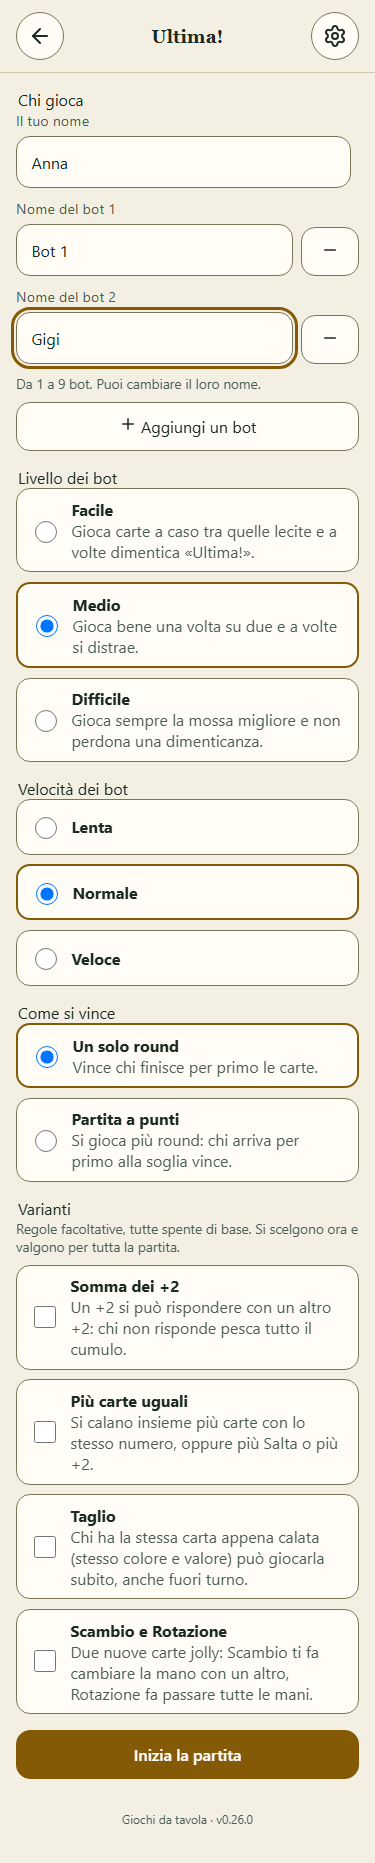 Ultima!
Chi gioca
Il tuo nome
Anna
Nome del bot 1
Bot 1
Nome del bot 2
Gigi
Da 1 a 9 bot. Puoi cambiare il loro nome.
+ Aggiungi un bot
Livello dei bot
Facile
Gioca carte a caso tra quelle lecite e a
volte dimentica «Ultima!».
Medio
Gioca bene una volta su due e a volte
si distrae.
Difficile
Gioca sempre la mossa migliore e non
perdona una dimenticanza.
Velocità dei bot
Lenta
Normale
Veloce
Come si vince
Un solo round
Vince chi finisce per primo le carte.
Partita a punti
Si gioca più round: chi arriva per
primo alla soglia vince.
Varianti
Regole facoltative, tutte spente di base. Si scelgono ora e
valgono per tutta la partita.
Somma dei +2
Un +2 si può rispondere con un altro
+2: chi non risponde pesca tutto il
cumulo.
Più carte uguali
Si calano insieme più carte con lo
stesso numero, oppure più Salta o più
+2.
Taglio
Chi ha la stessa carta appena calata
(stesso colore e valore) può giocarla
subito, anche fuori turno.
Scambio e Rotazione
Due nuove carte jolly: Scambio ti fa
cambiare la mano con un altro,
Rotazione fa passare tutte le mani.
Inizia la partita
Giochi da tavola · v0.26.0